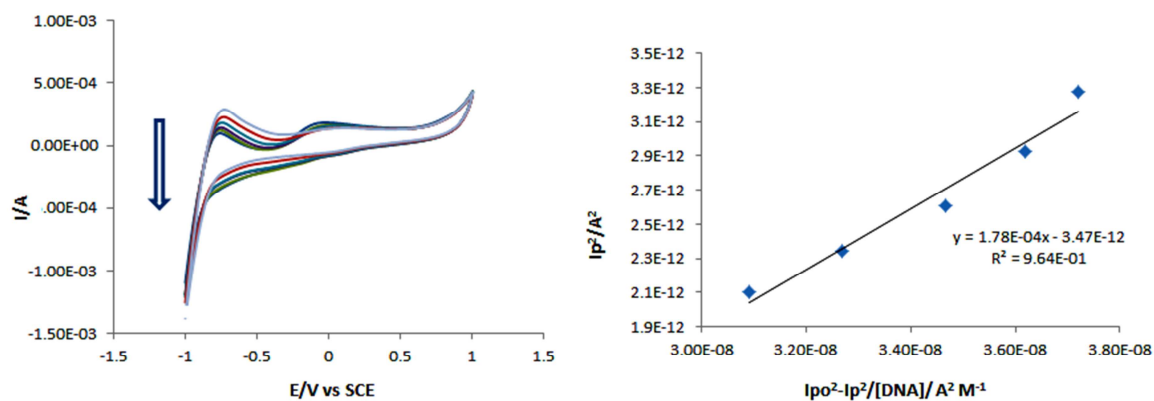 1.00E-03
5.00E-04
0.00E+00
.00E-04
-1.00E-03
-1.50E-03
I/A
-1.5
-1
-0.5
0
0.5
1
1.5
E/V vs SCE
3.5E-12
3.3E-12
3.1E-12
2.9E-12
2.7E-12
2.5E-12
2.3E-12
2.1E-12
1.9E-12
Ip²/A²
y = 1.78E-04x - 3.47E-12
R² = 9.64E-01
3.00E-08
3.20E-08
3.40E-08
3.60E-08
3.80E-08
Ipo²-Ip²/[DNA]/ A² M⁻¹